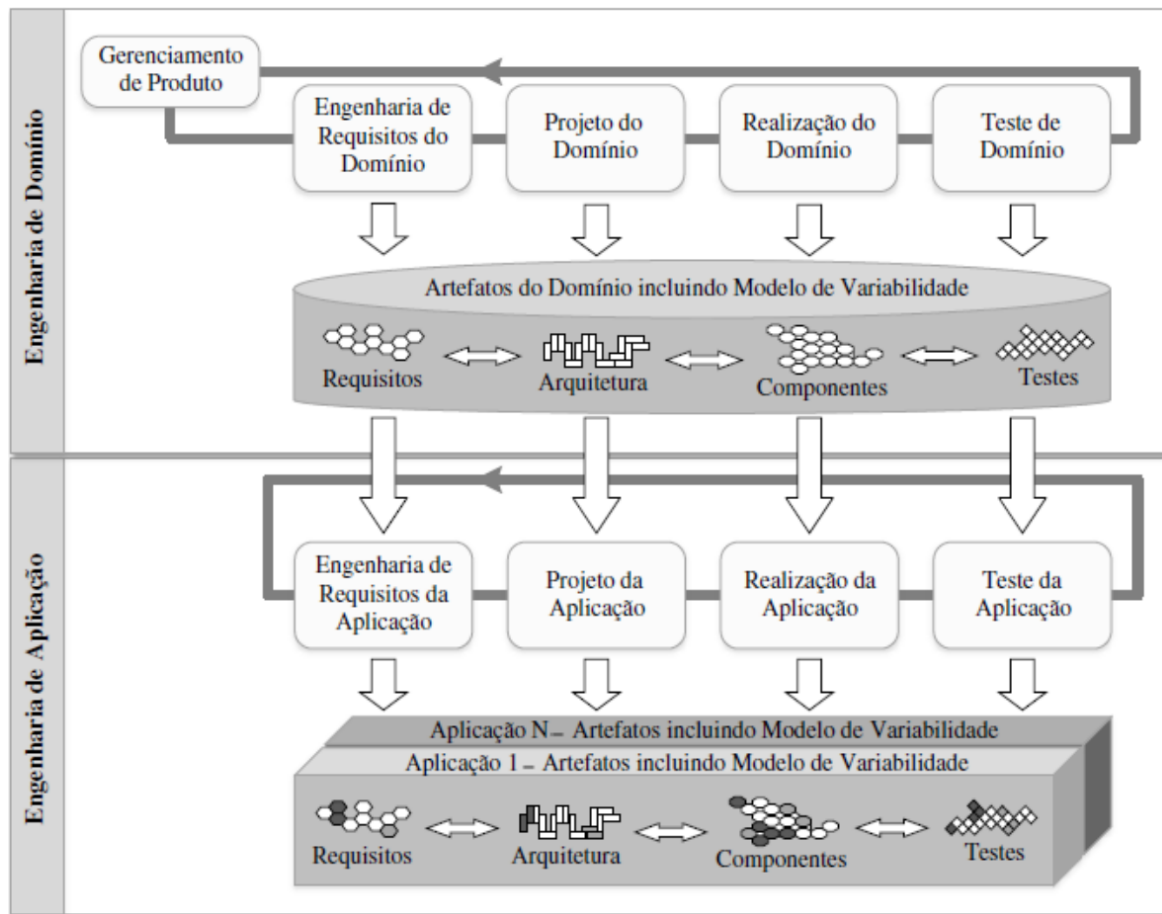 Engenharia de Domínio
Gerenciamento
de Produto
Engenharia de
Requisitos do
Domínio
Projeto do
Domínio
Realização do
Domínio
Teste de
Domínio
Artefatos do Domínio incluindo Modelo de Variabilidade
Requisitos
Arquitetura
Componentes
Testes
Engenharia de Aplicação
Engenharia de
Requisitos da
Aplicação
Projeto da
Aplicação
Realização da
Aplicação
Teste da
Aplicação
Aplicação N – Artefatos incluindo Modelo de Variabilidade
Aplicação 1 – Artefatos incluindo Modelo de Variabilidade
Requisitos
Arquitetura
Componentes
Testes